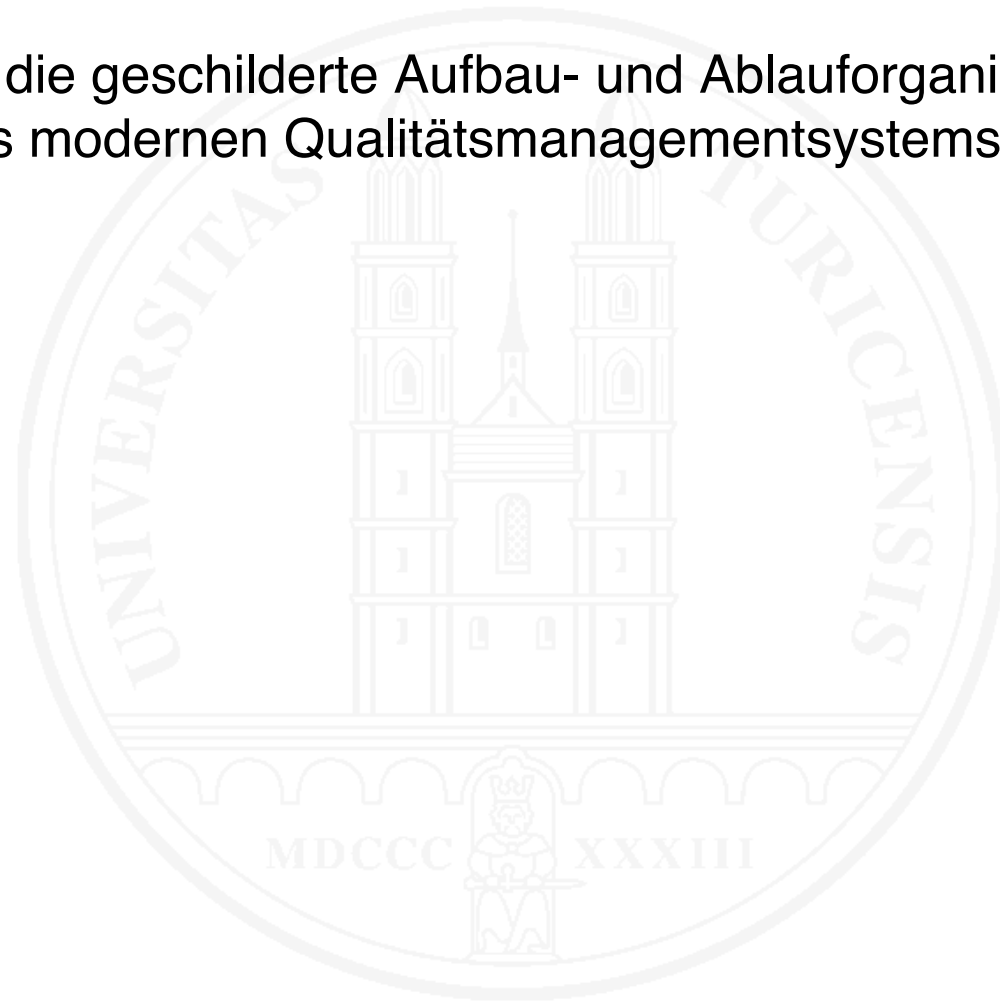 die geschilderte Aufbau- und Ablauforgani
s modernen Qualitätsmanagementsystems
UNIVERSITAS TURICENSIS
MDCCC XXXIII